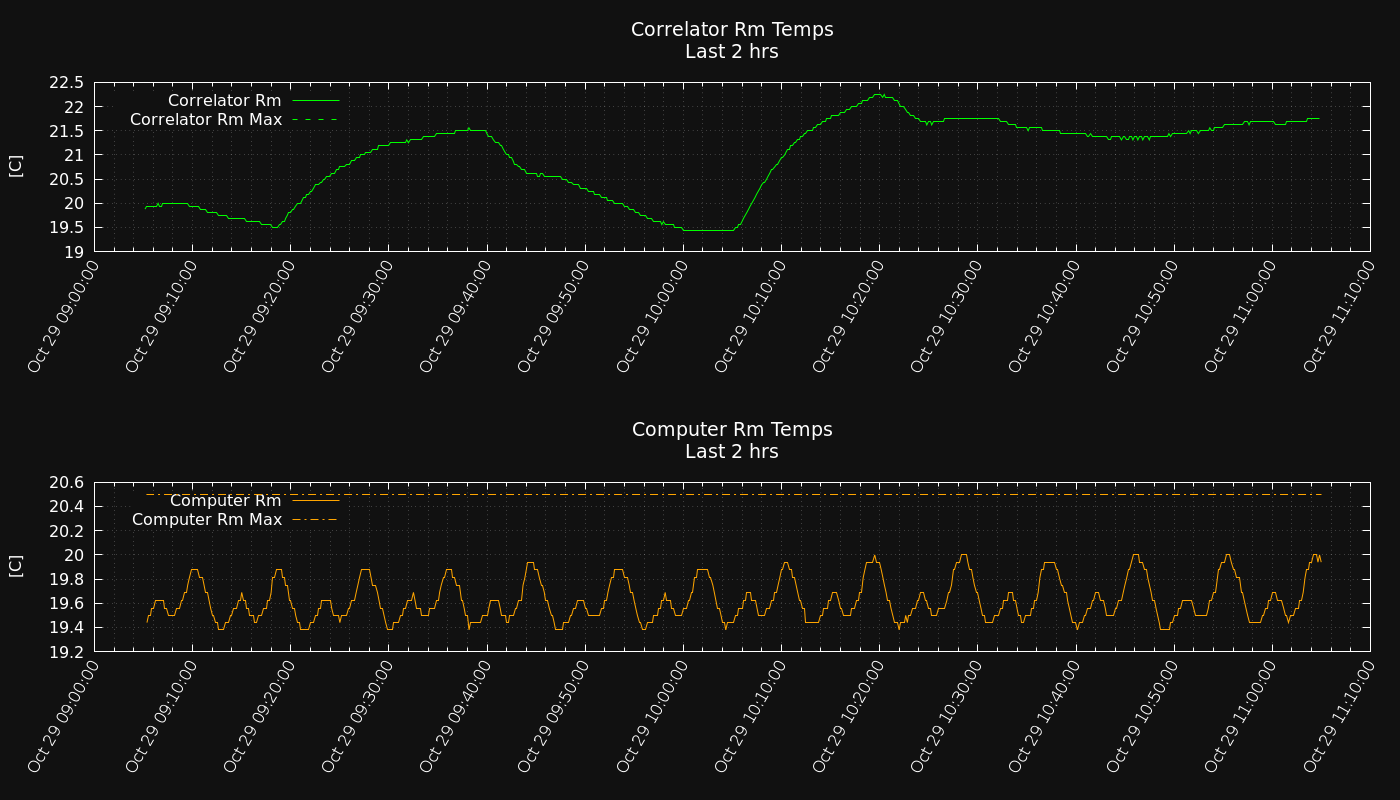 Correlator Rm Temps
Last 2 hrs
22.5
22
21.5
21
20.5
20
19.5
19
[C]
Correlator Rm
Correlator Rm Max
Oct 29 09:00:00
Oct 29 09:10:00
Oct 29 09:20:00
Oct 29 09:30:00
Oct 29 09:40:00
Oct 29 09:50:00
Oct 29 10:00:00
Oct 29 10:10:00
Oct 29 10:20:00
Oct 29 10:30:00
Oct 29 10:40:00
Oct 29 10:50:00
Oct 29 11:00:00
Oct 29 11:10:00
Computer Rm Temps
Last 2 hrs
20.6
20.4
20.2
20
19.8
19.6
19.4
19.2
[C]
Computer Rm
Computer Rm Max
Oct 29 09:00:00
Oct 29 09:10:00
Oct 29 09:20:00
Oct 29 09:30:00
Oct 29 09:40:00
Oct 29 09:50:00
Oct 29 10:00:00
Oct 29 10:10:00
Oct 29 10:20:00
Oct 29 10:30:00
Oct 29 10:40:00
Oct 29 10:50:00
Oct 29 11:00:00
Oct 29 11:10:00